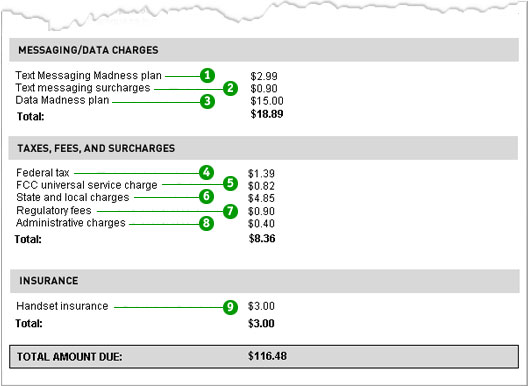 MESSAGING/DATA CHARGES
Text Messaging Madness plan 1 $2.99
Text messaging surcharges 2 $0.90
Data Madness plan 3 $15.00
Total: $18.89
TAXES, FEES, AND SURCHARGES
Federal tax 4 $1.39
FCC universal service charge 5 $0.82
State and local charges 6 $4.85
Regulatory fees 7 $0.90
Administrative charges 8 $0.40
Total: $8.36
INSURANCE
Handset insurance 9 $3.00
Total: $3.00
TOTAL AMOUNT DUE: $116.48